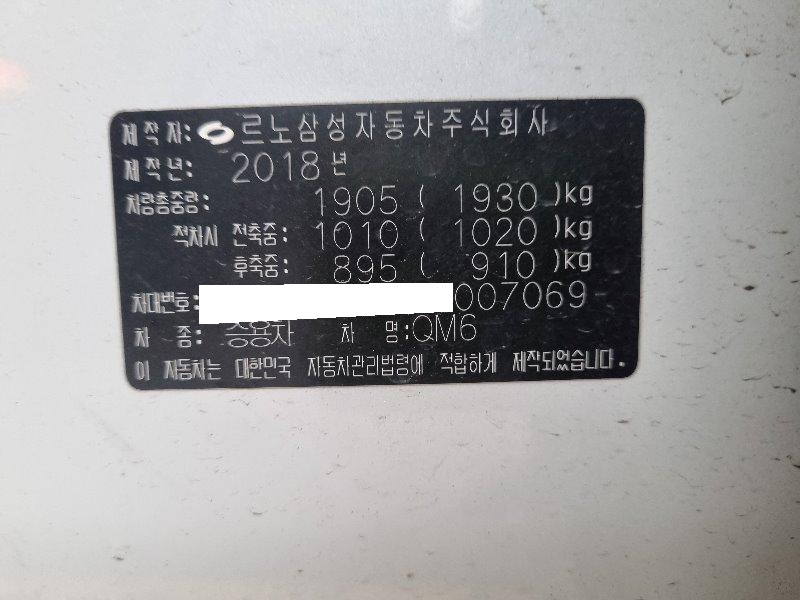 제작자: 르노삼성자동차주식회사
제작년: 2018년
차량총중량: 1905 ( 1930 )kg
적차시 전축중: 1010 ( 1020 )kg
후축중: 895 ( 910 )kg
차대번호: 007069
차 종: 승용차 차 명:QM6
이 자동차는 대한민국 자동차관리법령에 적합하게 제작되었습니다.